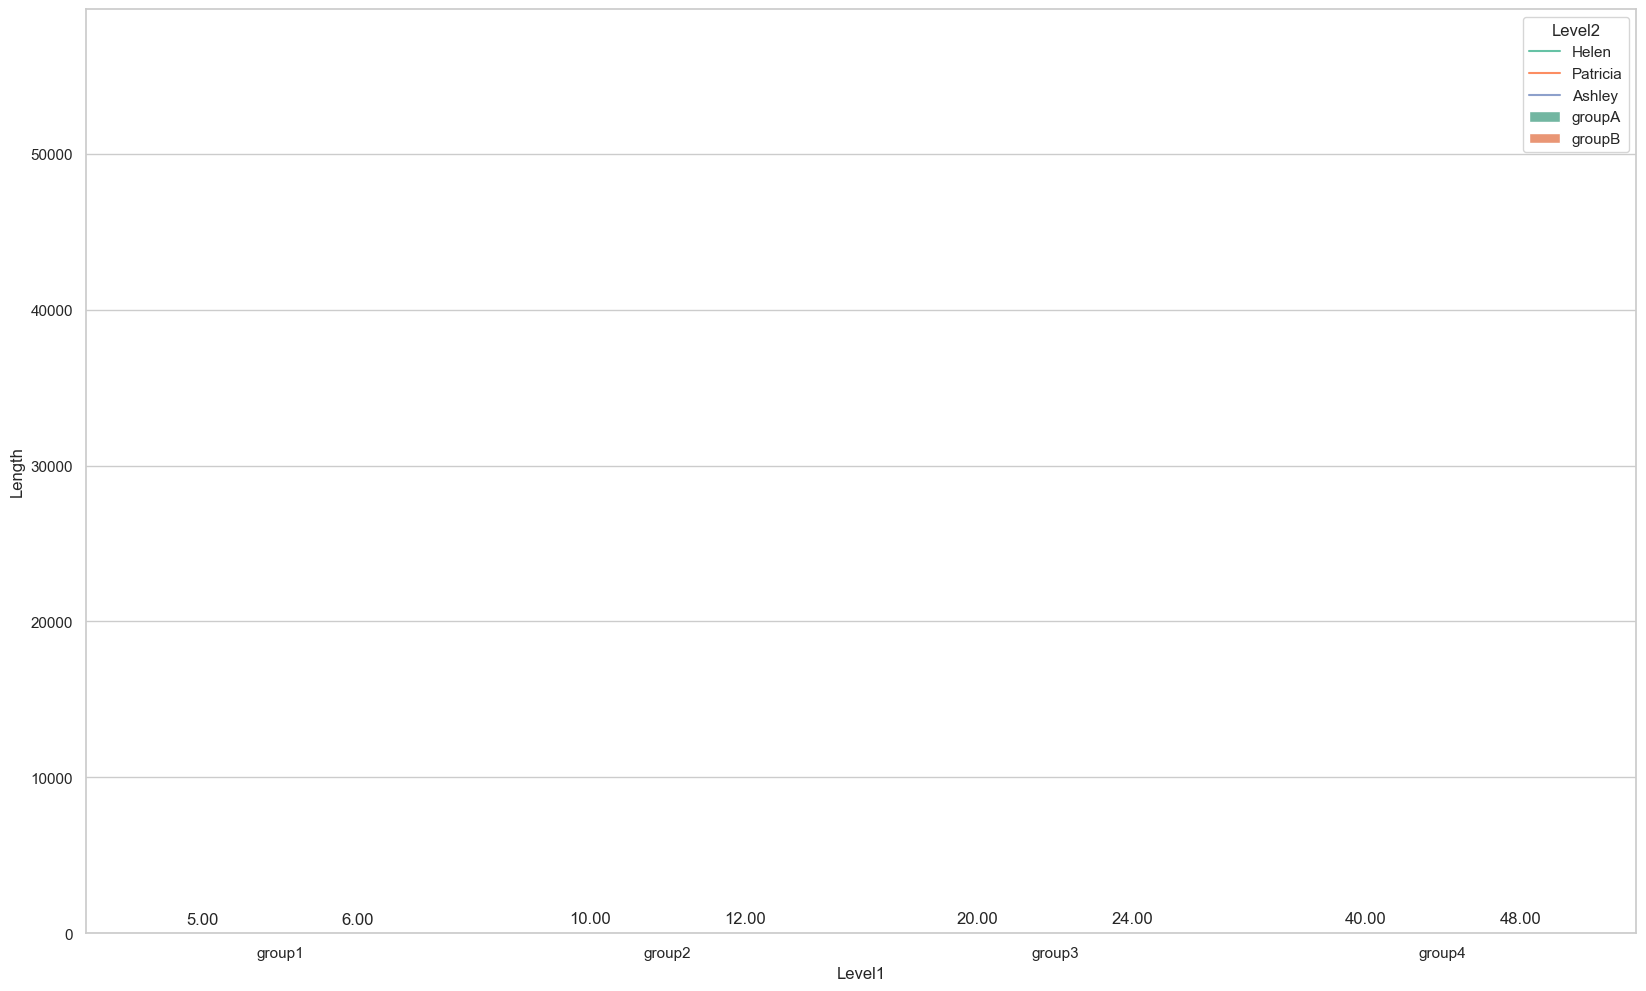 Level2
Helen
Patricia
Ashley
groupA
groupB
50000
40000
30000
20000
10000
0
Length
5.00 6.00 10.00 12.00 20.00 24.00 40.00 48.00
group1 group2 group3 group4
Level1